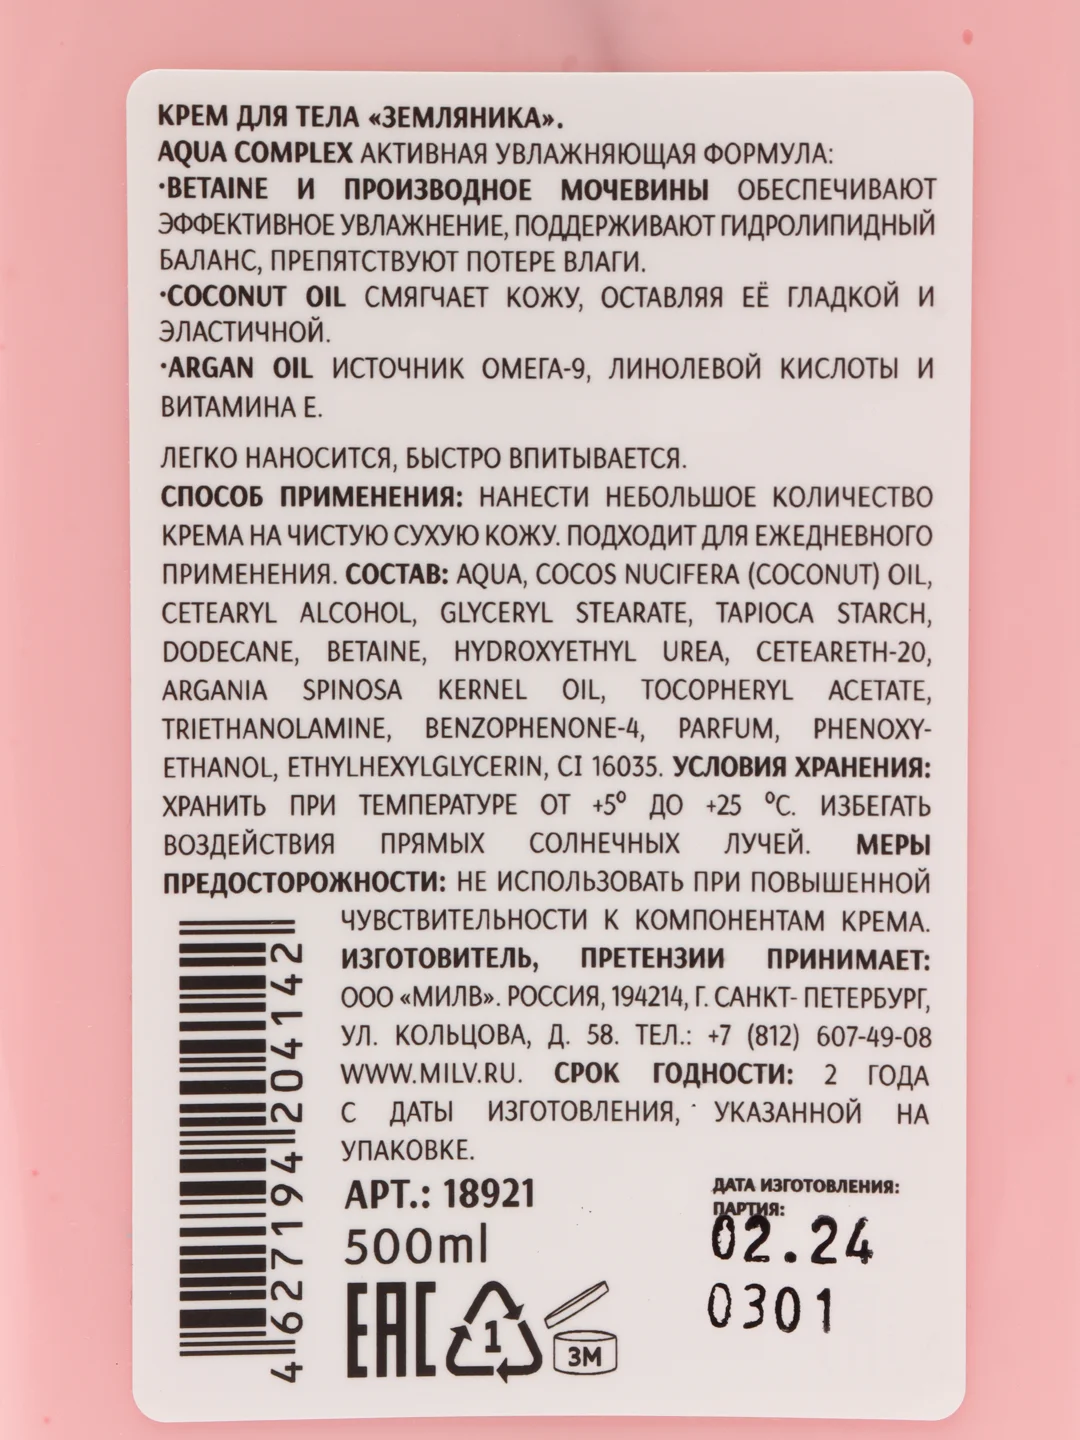 КРЕМ ДЛЯ ТЕЛА «ЗЕМЛЯНИКА».
AQUA COMPLEX АКТИВНАЯ УВЛАЖНЯЮЩАЯ ФОРМУЛА:
·BETAINE И ПРОИЗВОДНОЕ МОЧЕВИНЫ ОБЕСПЕЧИВАЮТ
ЭФФЕКТИВНОЕ УВЛАЖНЕНИЕ, ПОДДЕРЖИВАЮТ ГИДРОЛИПИДНЫЙ
БАЛАНС, ПРЕПЯТСТВУЮТ ПОТЕРЕ ВЛАГИ.
·COCONUT OIL СМЯГЧАЕТ КОЖУ, ОСТАВЛЯЯ ЕЁ ГЛАДКОЙ И
ЭЛАСТИЧНОЙ.
·ARGAN OIL ИСТОЧНИК ОМЕГА-9, ЛИНОЛЕВОЙ КИСЛОТЫ И
ВИТАМИНА Е.
ЛЕГКО НАНОСИТСЯ, БЫСТРО ВПИТЫВАЕТСЯ.
СПОСОБ ПРИМЕНЕНИЯ: НАНЕСТИ НЕБОЛЬШОЕ КОЛИЧЕСТВО
КРЕМА НА ЧИСТУЮ СУХУЮ КОЖУ. ПОДХОДИТ ДЛЯ ЕЖЕДНЕВНОГО
ПРИМЕНЕНИЯ. СОСТАВ: AQUA, COCOS NUCIFERA (COCONUT) OIL,
CETEARYL ALCOHOL, GLYCERYL STEARATE, TAPIOCA STARCH,
DODECANE, BETAINE, HYDROXYETHYL UREA, CETEARETH-20,
ARGANIA SPINOSA KERNEL OIL, TOCOPHERYL ACETATE,
TRIETHANOLAMINE, BENZOPHENONE-4, PARFUM, PHENOXY-
ETHANOL, ETHYLHEXYLGLYCERIN, CI 16035. УСЛОВИЯ ХРАНЕНИЯ:
ХРАНИТЬ ПРИ ТЕМПЕРАТУРЕ ОТ +5º ДО +25 ºС. ИЗБЕГАТЬ
ВОЗДЕЙСТВИЯ ПРЯМЫХ СОЛНЕЧНЫХ ЛУЧЕЙ. МЕРЫ
ПРЕДОСТОРОЖНОСТИ: НЕ ИСПОЛЬЗОВАТЬ ПРИ ПОВЫШЕННОЙ
ЧУВСТВИТЕЛЬНОСТИ К КОМПОНЕНТАМ КРЕМА.
ИЗГОТОВИТЕЛЬ, ПРЕТЕНЗИИ ПРИНИМАЕТ:
ООО «МИЛВ». РОССИЯ, 194214, Г. САНКТ- ПЕТЕРБУРГ,
УЛ. КОЛЬЦОВА, Д. 58. ТЕЛ.: +7 (812) 607-49-08
WWW.MILV.RU. СРОК ГОДНОСТИ: 2 ГОДА
С ДАТЫ ИЗГОТОВЛЕНИЯ, УКАЗАННОЙ НА
УПАКОВКЕ.
АРТ.: 18921
500ml
ДАТА ИЗГОТОВЛЕНИЯ:
ПАРТИЯ:
02.24
0301
EAC
1
3М
4627194204142